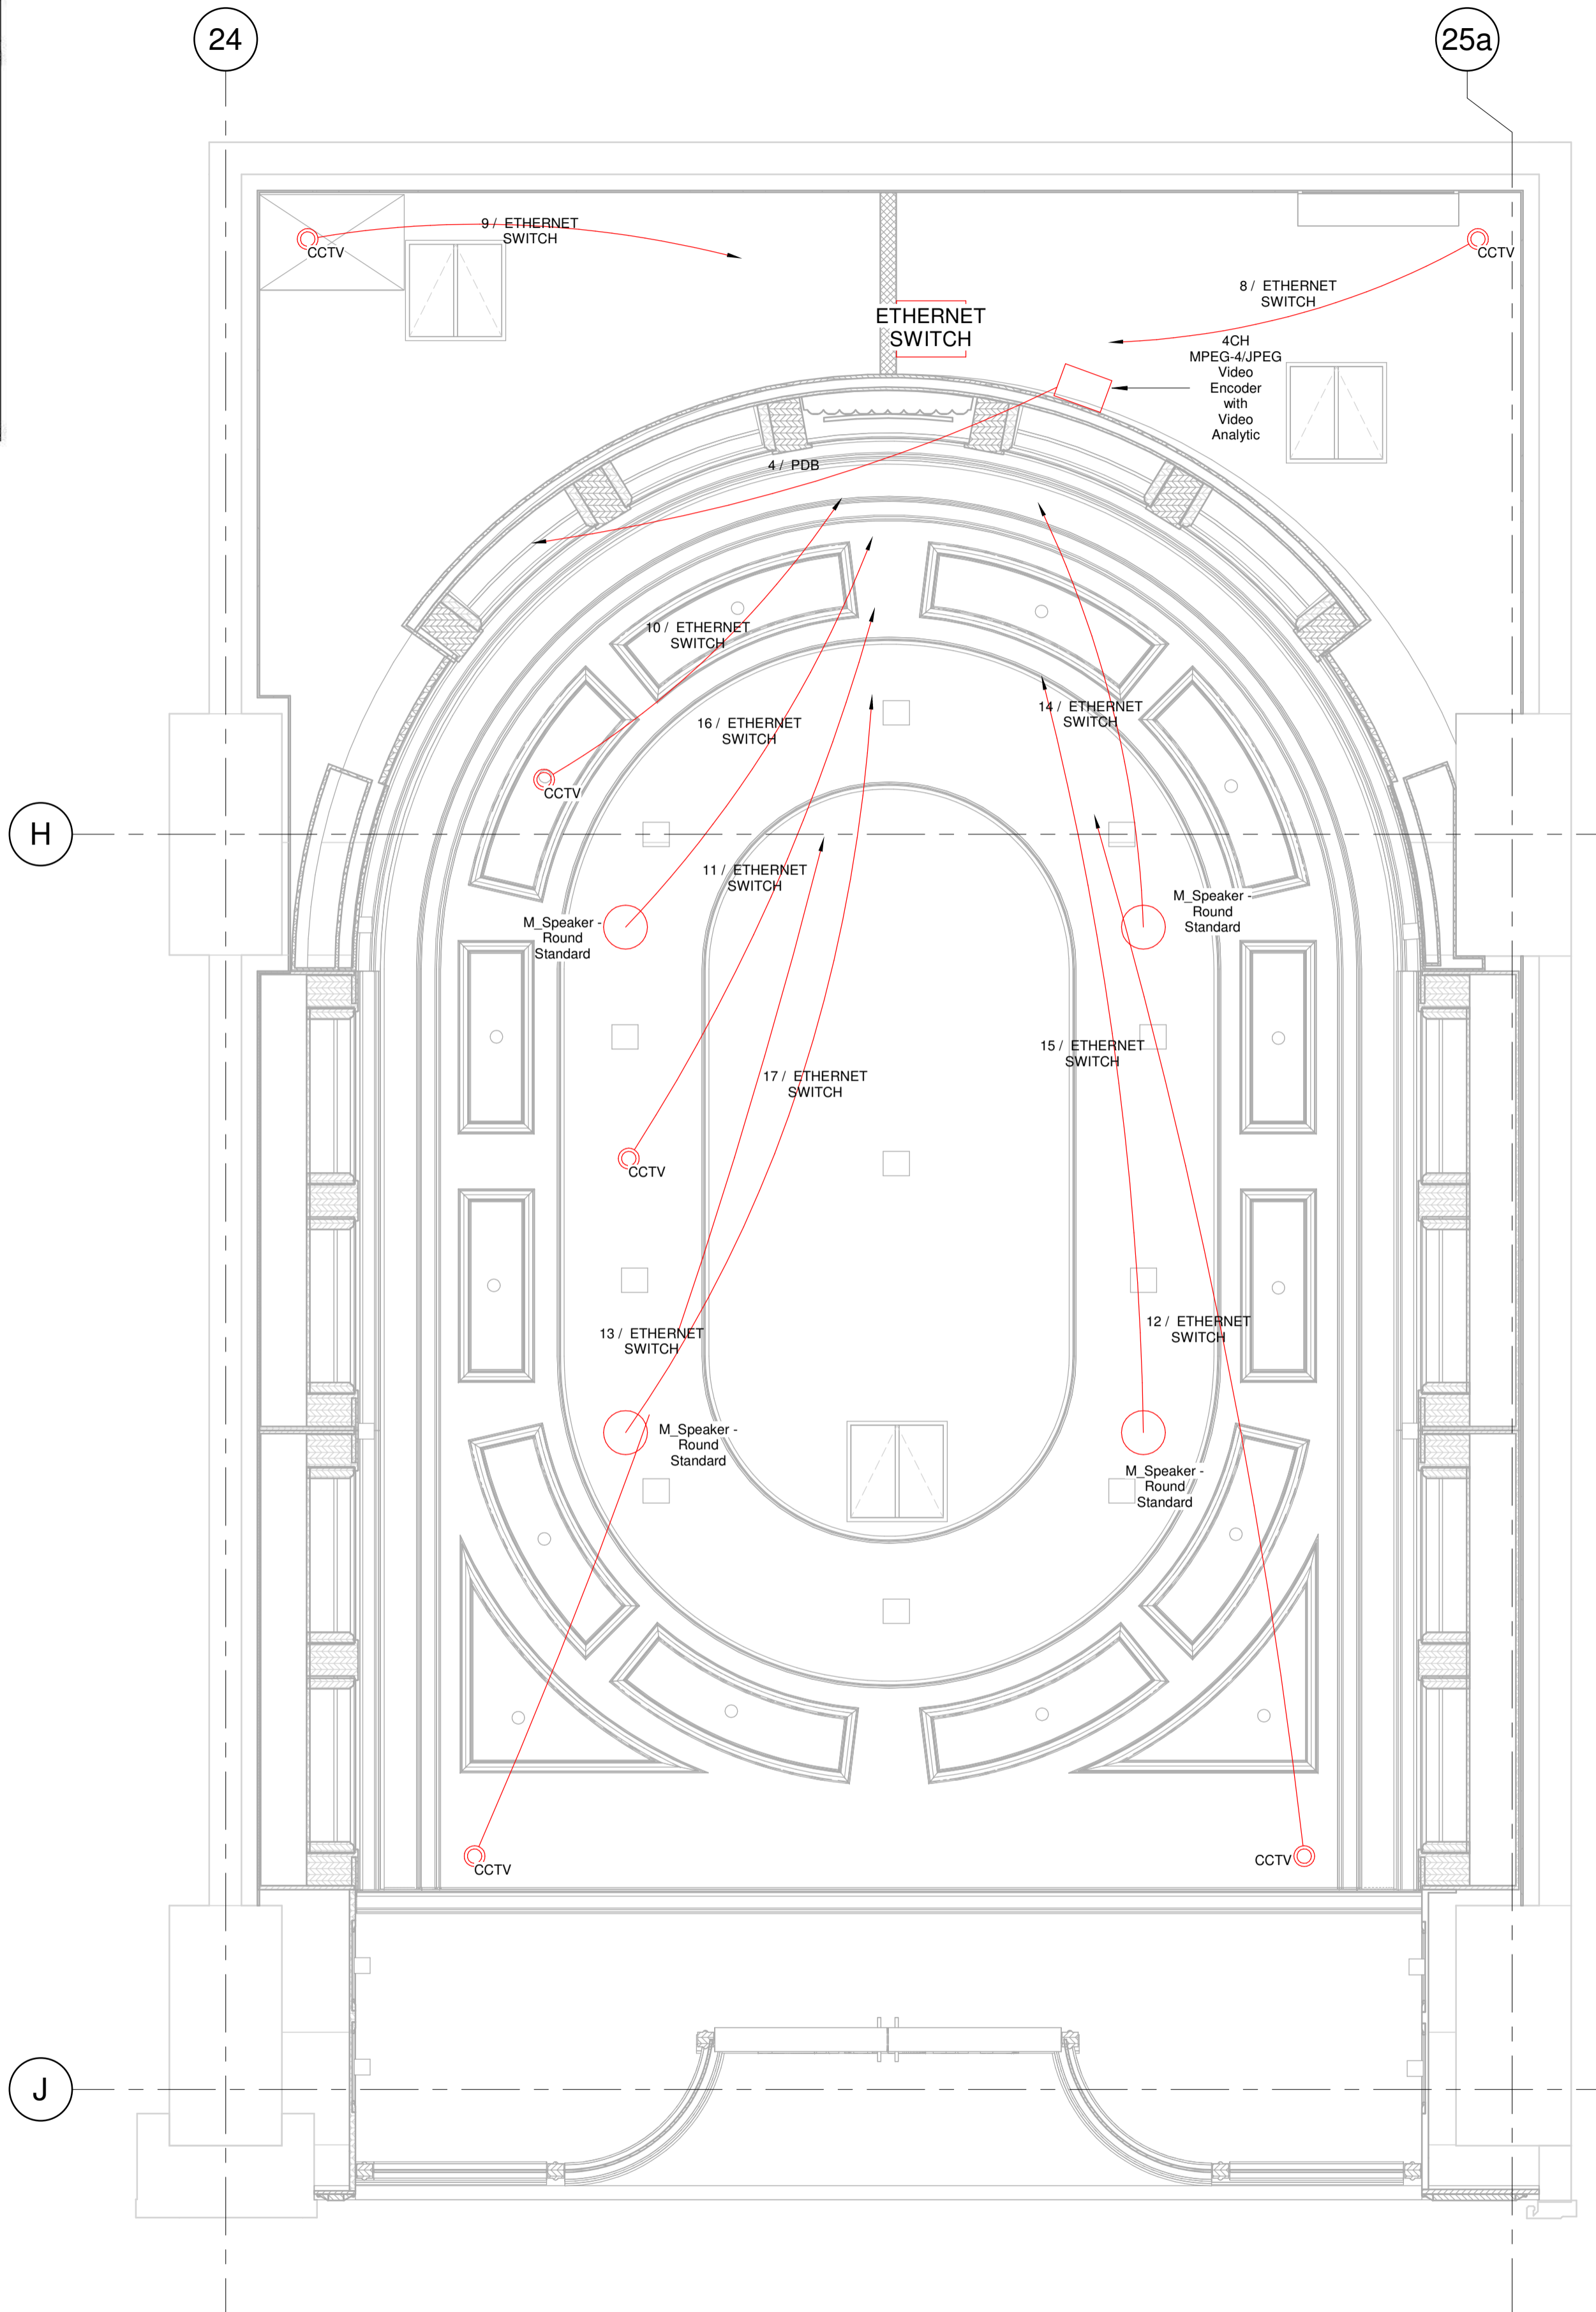 24
25a
9 / ETHERNET
SWITCH
CCTV
CCTV
8 / ETHERNET
SWITCH
ETHERNET
SWITCH
4CH
MPEG-4/JPEG
Video
Encoder
with
Video
Analytic
4 / PDB
10 / ETHERNET
SWITCH
16 / ETHERNET
SWITCH
14 / ETHERNET
SWITCH
CCTV
H
11 / ETHERNET
SWITCH
M_Speaker -
Round
Standard
M_Speaker -
Round
Standard
15 / ETHERNET
SWITCH
17 / ETHERNET
SWITCH
CCTV
13 / ETHERNET
SWITCH
12 / ETHERNET
SWITCH
M_Speaker -
Round
Standard
M_Speaker -
Round
Standard
CCTV
CCTV
J